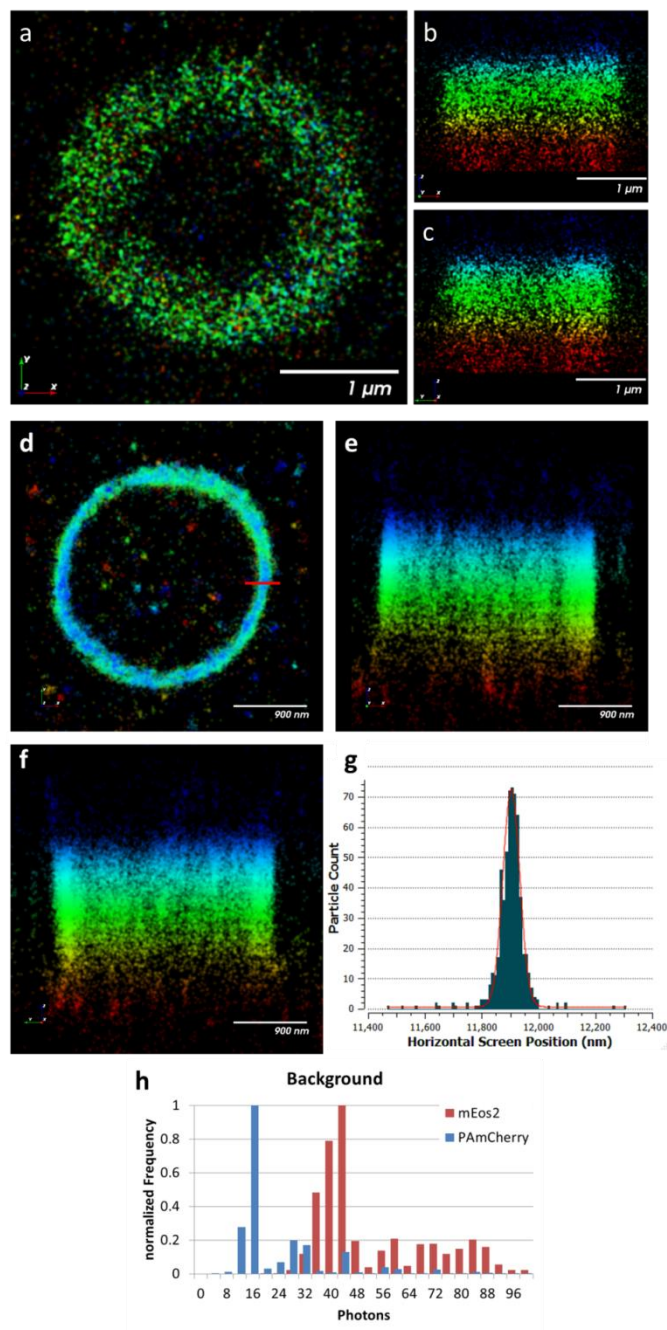 a
b
1 µm
c
1 µm
Y
Z X
1 µm
d
e
900 nm
900 nm
f
g
900 nm
Particle Count
70
60
50
40
30
20
10
0
11,400 11,600 11,800 12,000 12,200 12,400
Horizontal Screen Position (nm)
h
Background
mEos2
PAmCherry
normalized Frequency
1
0.8
0.6
0.4
0.2
0
0 8 16 24 32 40 48 56 64 72 80 88 96
Photons